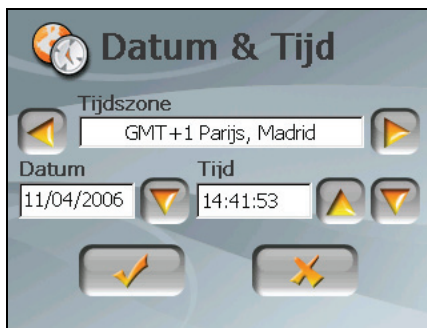 Datum & Tijd
Tijdszone
GMT+1 Parijs, Madrid
Datum Tijd
11/04/2006 14:41:53